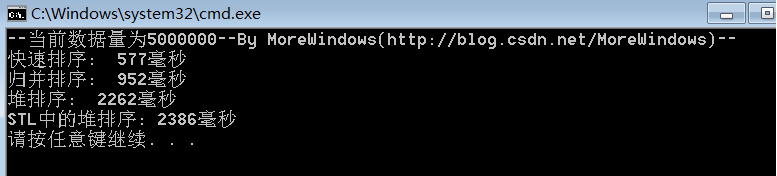 C:\Windows\system32\cmd.exe
--当前数据量为5000000--By MoreWindows(http://blog.csdn.net/MoreWindows)--
快速排序： 577毫秒
归并排序： 952毫秒
堆排序： 2262毫秒
STL中的堆排序：2386毫秒
请按任意键继续. . .